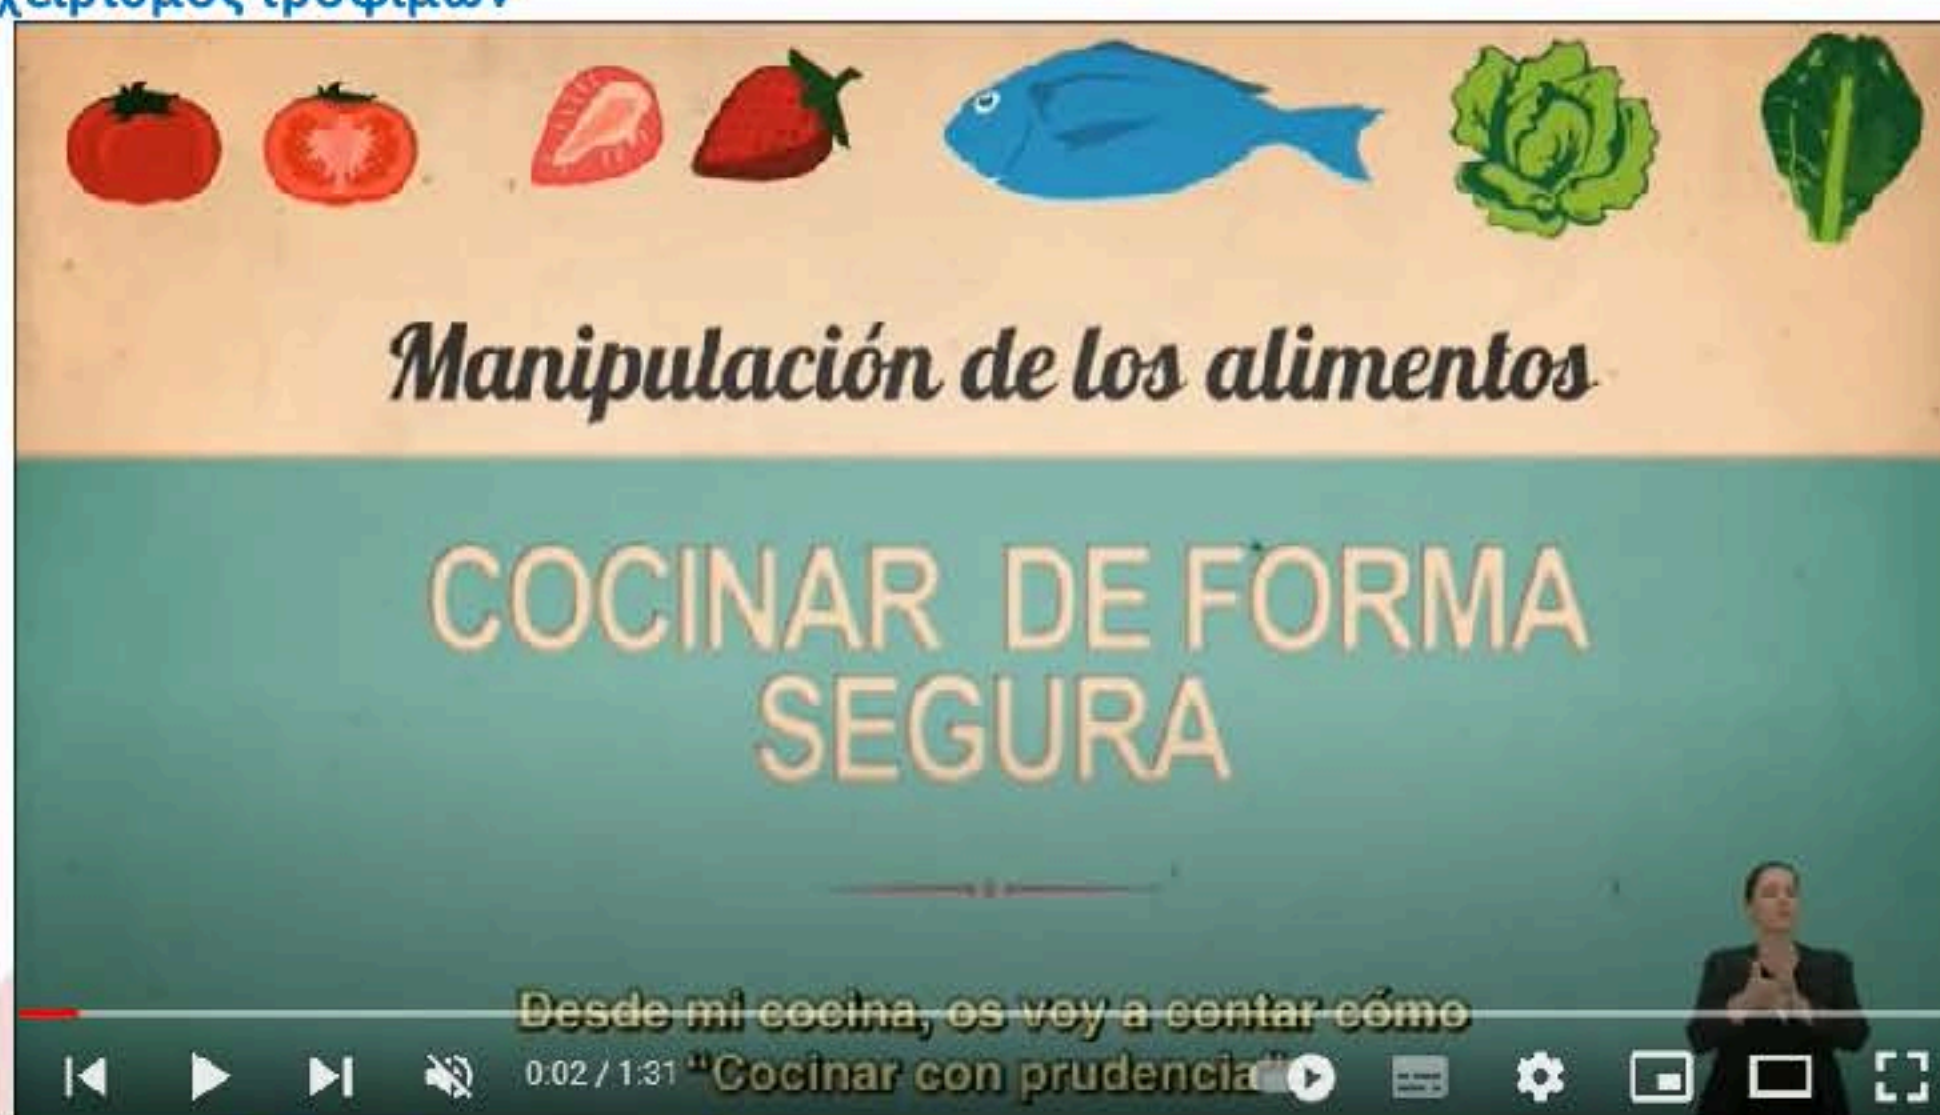 τροφίμων
Manipulación de los alimentos
COCINAR DE FORMA
SEGURA
Desde mi cocina, os voy a contar cómo
0:02 / 1:31 "Cocinar con prudencia"